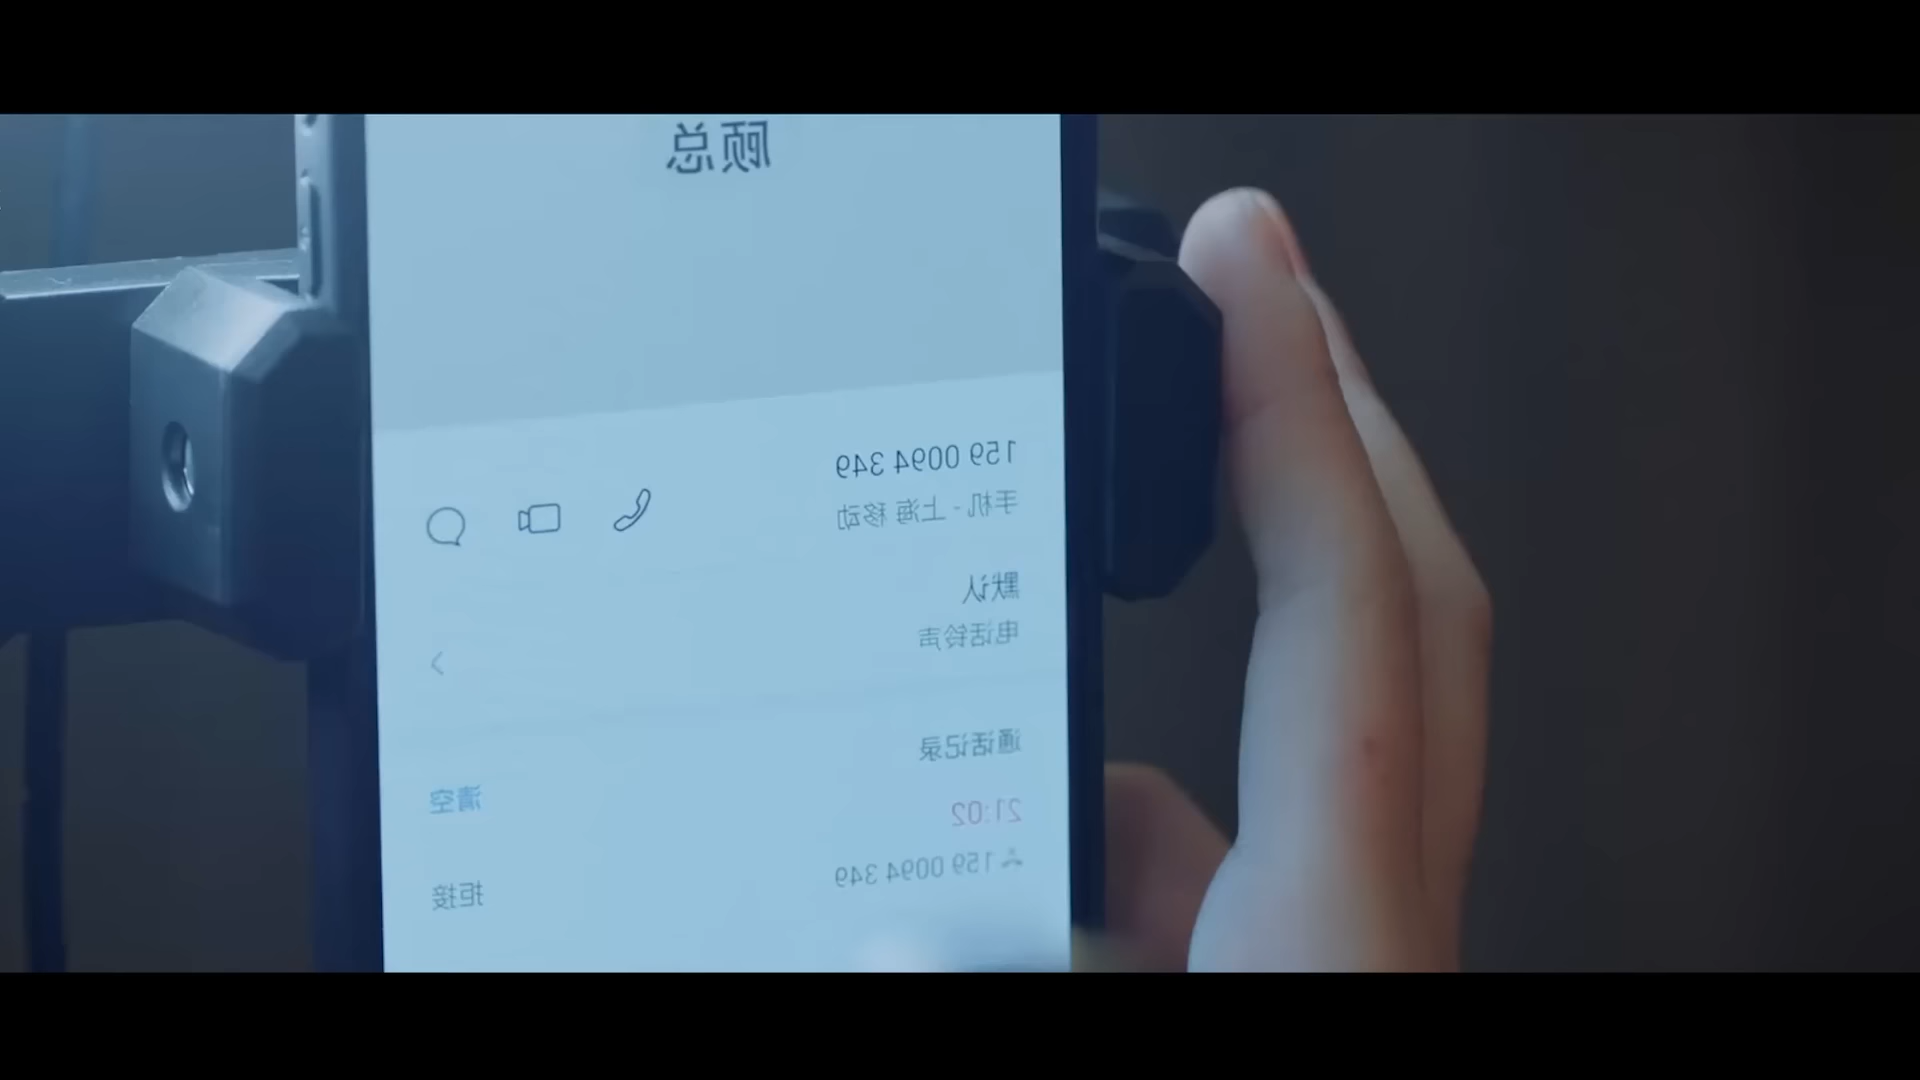 顾总
159 0094 349
手机 - 上海 移动
默认
电话铃声
通话记录
清空
21:02
159 0094 349
拒接